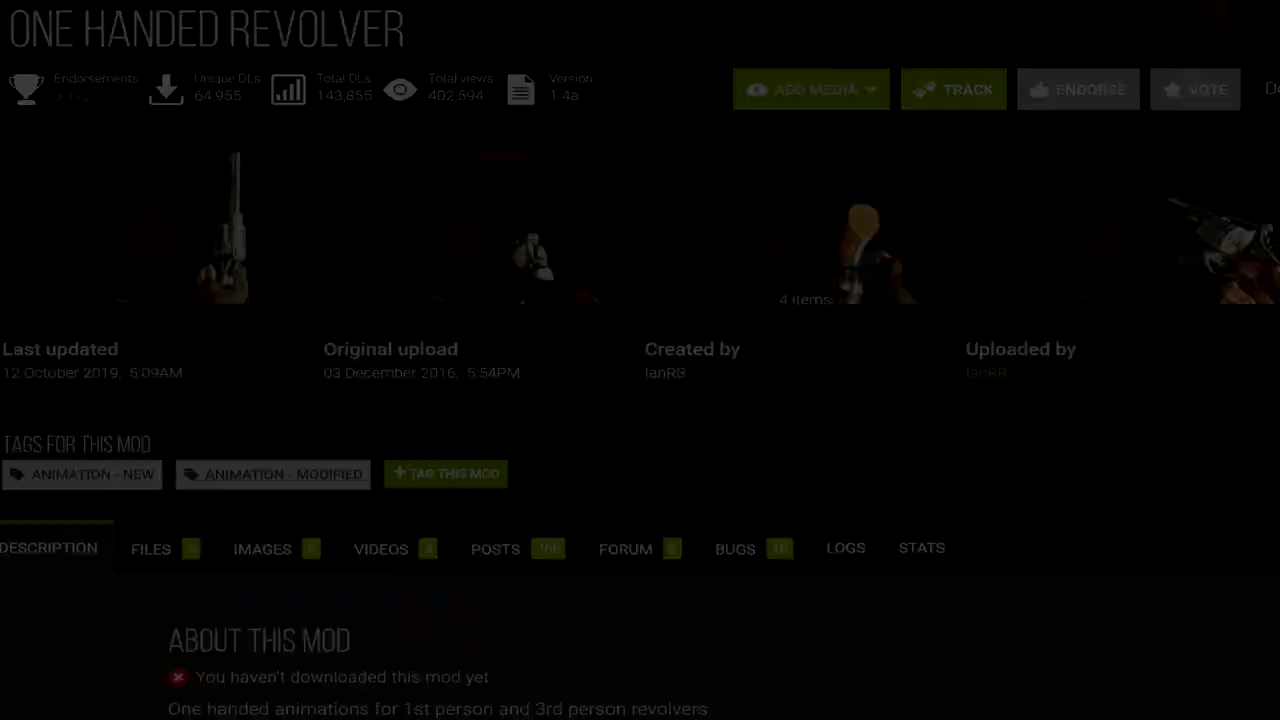 ONE HANDED REVOLVER
Endorsements Unique DLs Total DLs Total views Version
64,955 143,855 402,594 1.4a
ADD MEDIA TRACK ENDORSE VOTE
4 items
Last updated Original upload Created by Uploaded by
12 October 2019, 5:09AM 03 December 2016, 5:54PM IanRB IanRB
TAGS FOR THIS MOD
ANIMATION - NEW ANIMATION - MODIFIED TAG THIS MOD
DESCRIPTION FILES IMAGES VIDEOS 3 POSTS FORUM BUGS LOGS STATS
ABOUT THIS MOD
You haven't downloaded this mod yet
One handed animations for 1st person and 3rd person revolvers